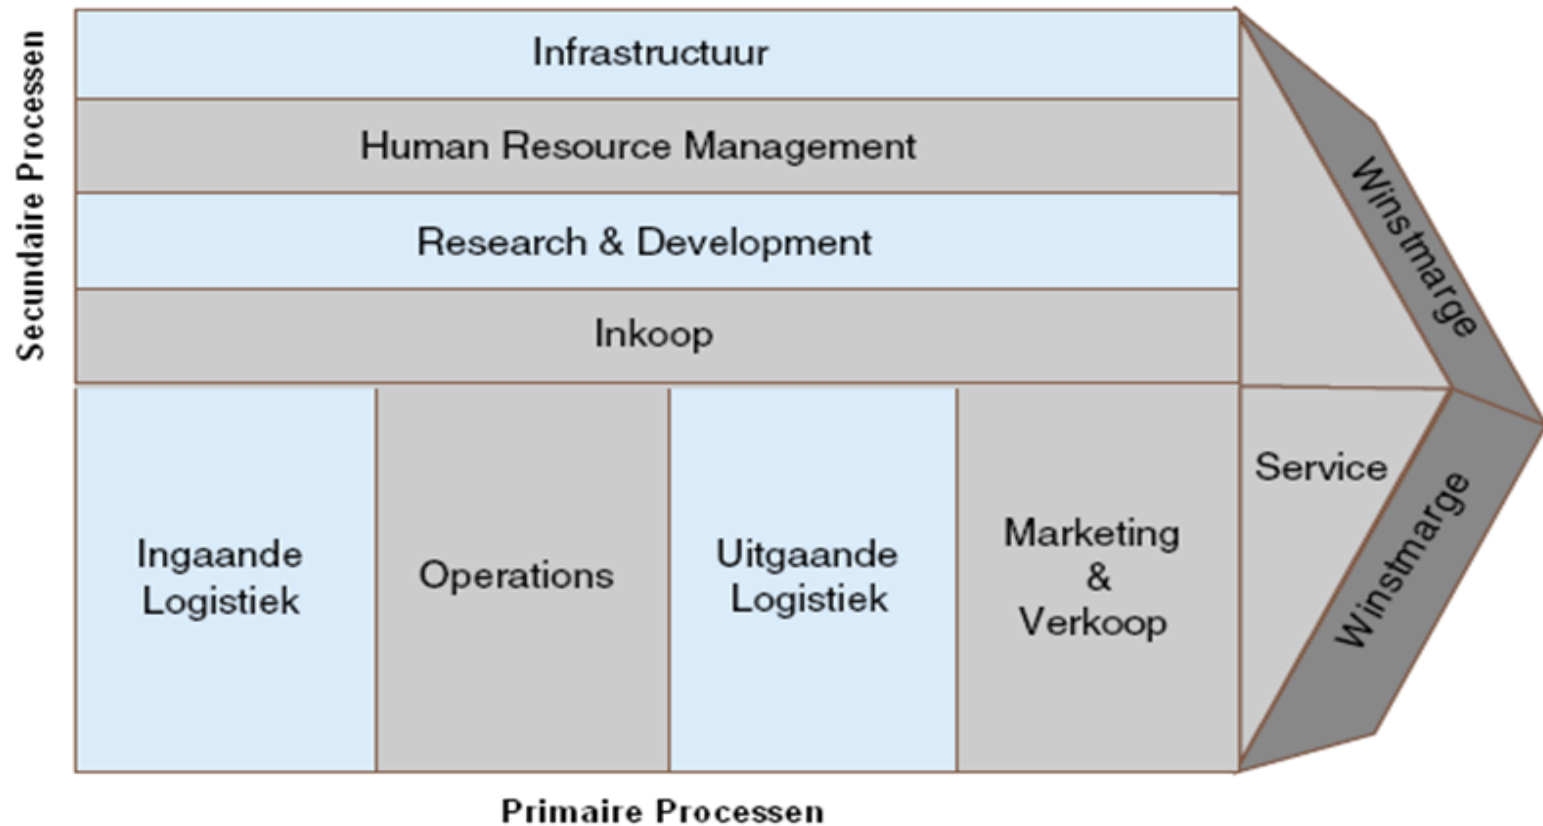 Secundaire Processen
Infrastructuur
Human Resource Management
Research & Development
Inkoop
Winstmarge
Ingaande
Logistiek
Operations
Uitgaande
Logistiek
Marketing
&
Verkoop
Service
Winstmarge
Primaire Processen